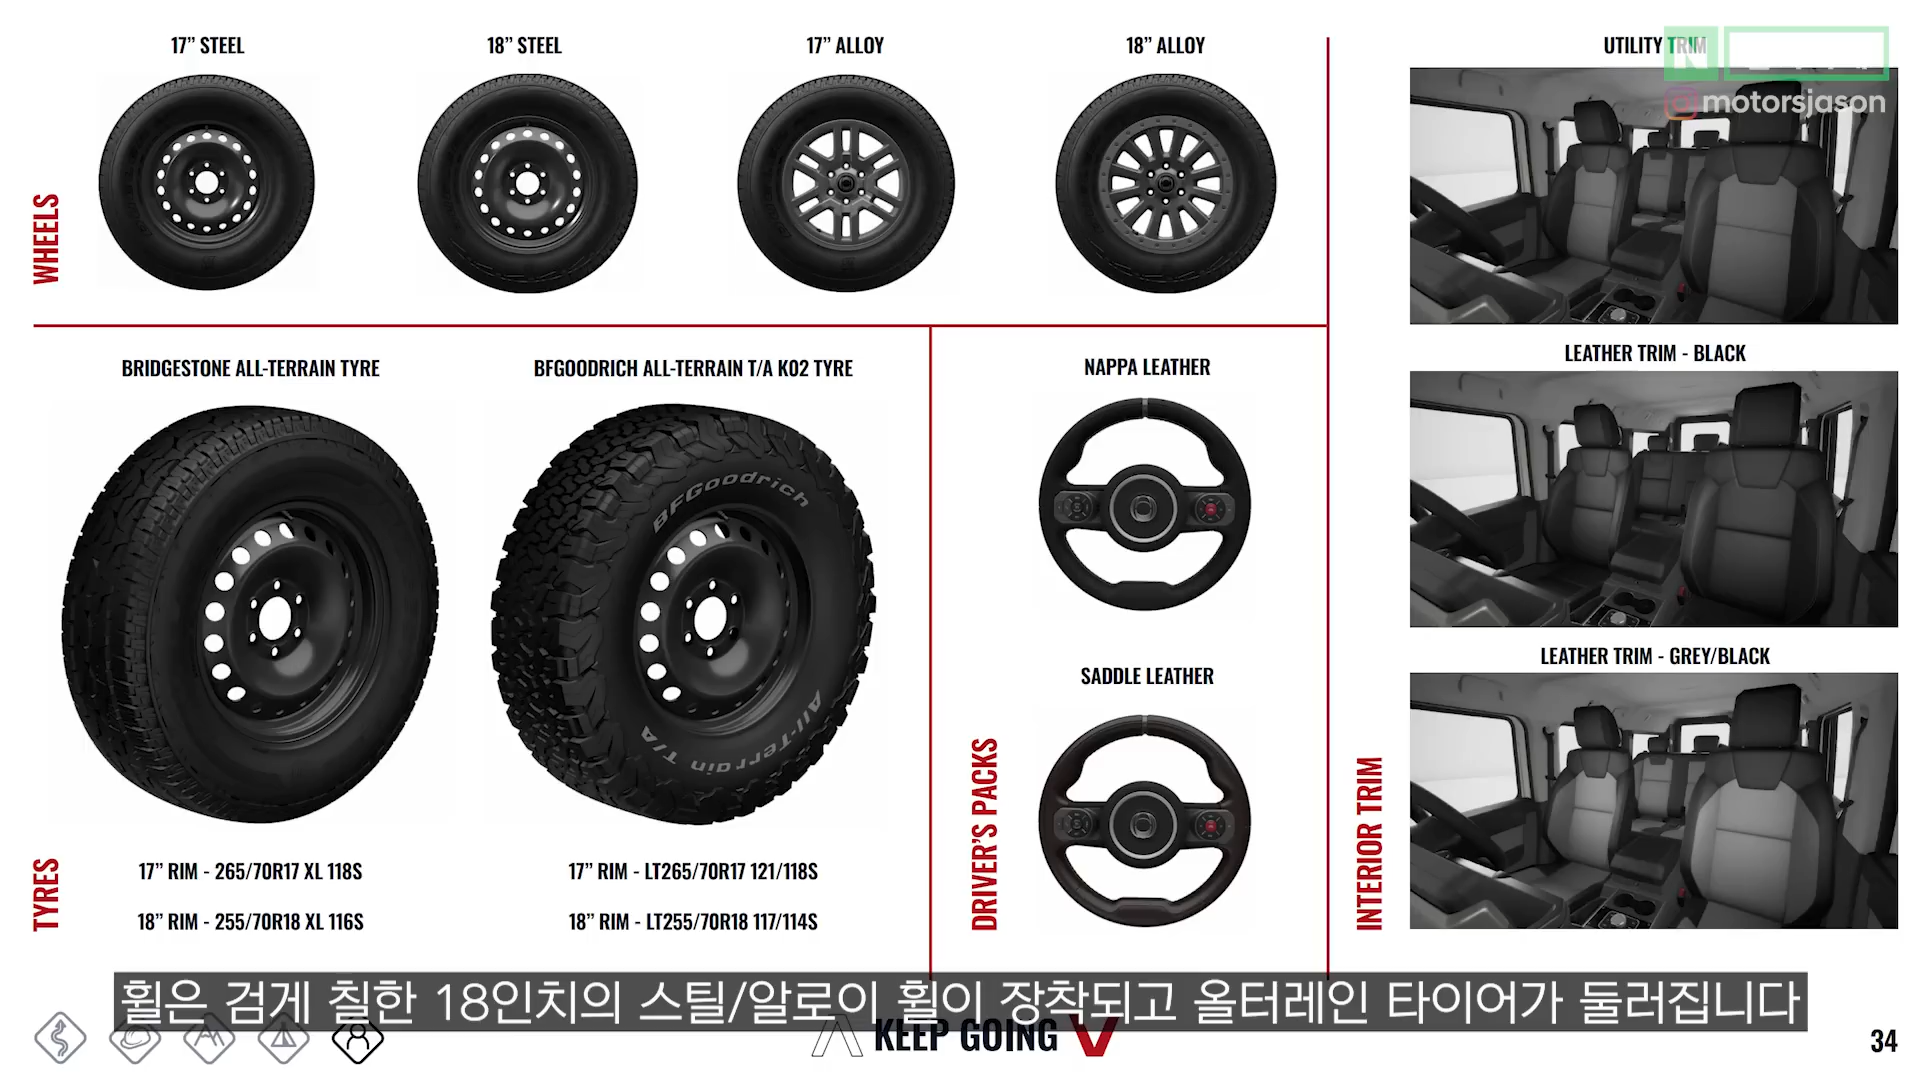 17” STEEL
18” STEEL
17” ALLOY
18” ALLOY
WHEELS
BRIDGESTONE ALL-TERRAIN TYRE
BFGOODRICH ALL-TERRAIN T/A KO2 TYRE
BFGoodrich
All-Terrain T/A
17” RIM - 265/70R17 XL 118S
18” RIM - 255/70R18 XL 116S
17” RIM - LT265/70R17 121/118S
18” RIM - LT255/70R18 117/114S
TYRES
NAPPA LEATHER
SADDLE LEATHER
DRIVER’S PACKS
UTILITY TRIM
N
motorsjason
LEATHER TRIM - BLACK
LEATHER TRIM - GREY/BLACK
INTERIOR TRIM
휠은 검게 칠한 18인치의 스틸/알로이 휠이 장착되고 올터레인 타이어가 둘러집니다
KEEP GOING
34